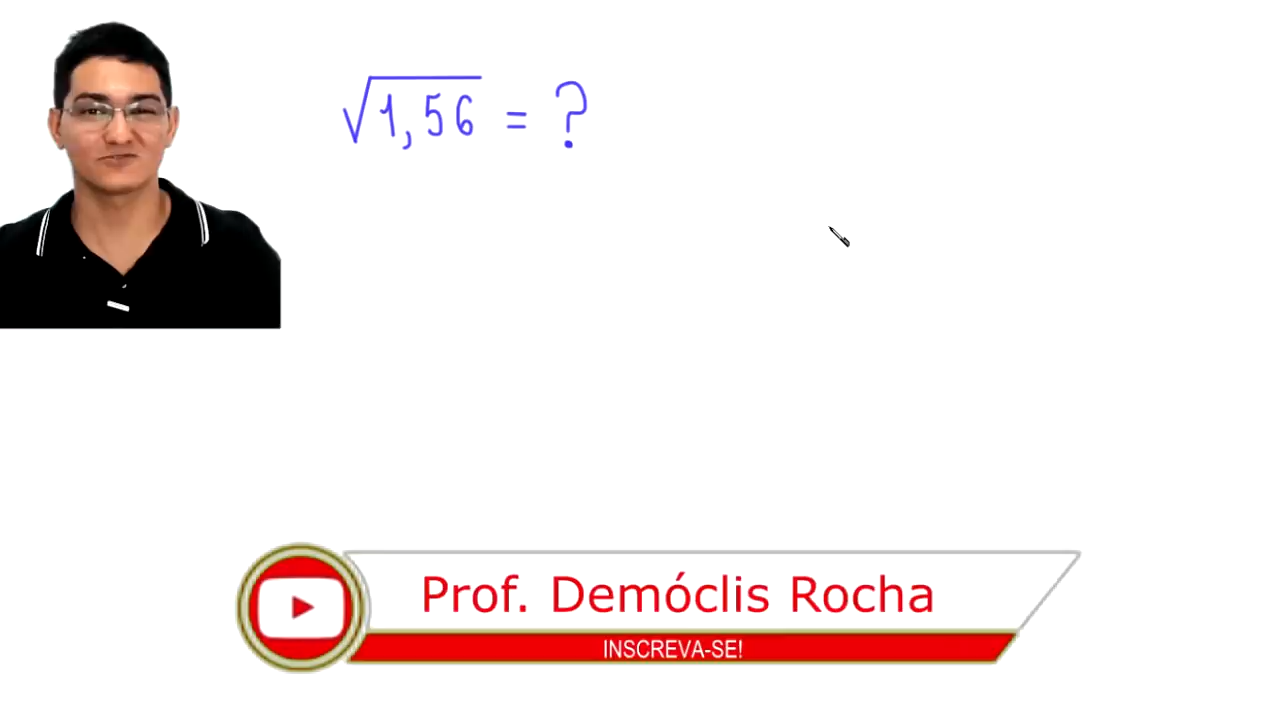 √1,56 = ?
Prof. Demóclis Rocha
INSCREVA-SE!